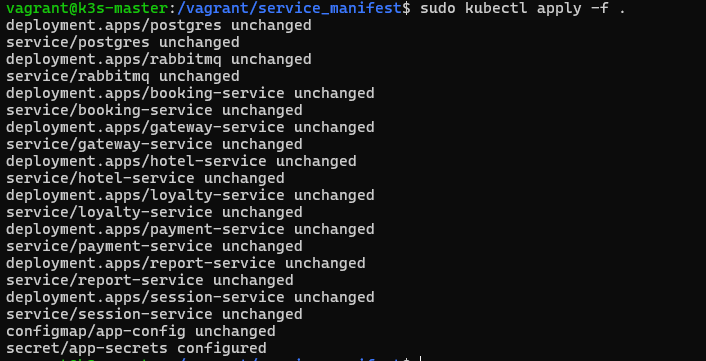 vagrant@k3s-master:/vagrant/service_manifest$ sudo kubectl apply -f .
deployment.apps/postgres unchanged
service/postgres unchanged
deployment.apps/rabbitmq unchanged
service/rabbitmq unchanged
deployment.apps/booking-service unchanged
service/booking-service unchanged
deployment.apps/gateway-service unchanged
service/gateway-service unchanged
deployment.apps/hotel-service unchanged
service/hotel-service unchanged
deployment.apps/loyalty-service unchanged
service/loyalty-service unchanged
deployment.apps/payment-service unchanged
service/payment-service unchanged
deployment.apps/report-service unchanged
service/report-service unchanged
deployment.apps/session-service unchanged
service/session-service unchanged
configmap/app-config unchanged
secret/app-secrets configured